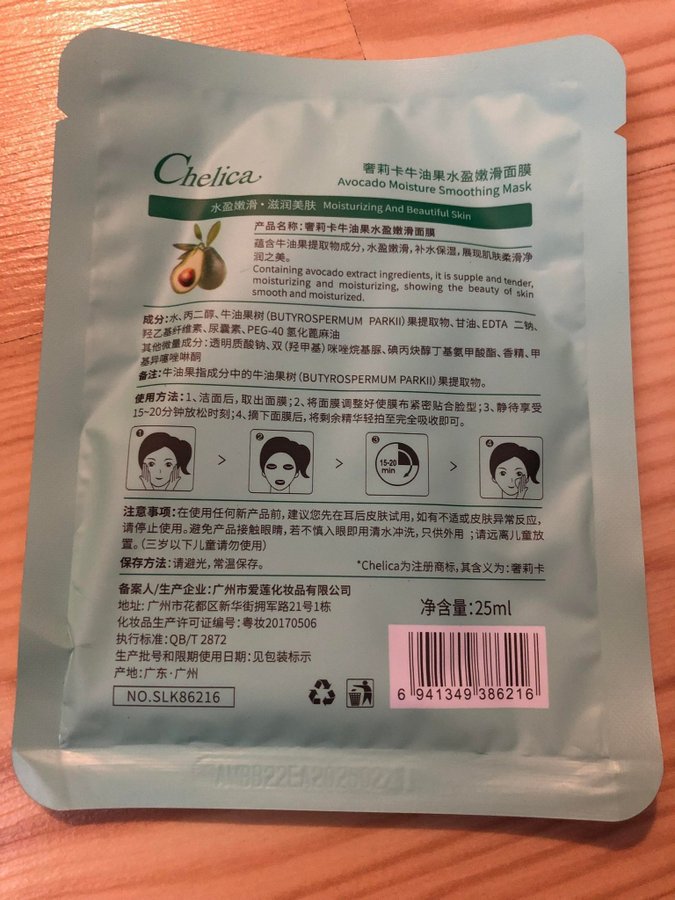 Chelica
奢莉卡牛油果水盈嫩滑面膜
Avocado Moisture Smoothing Mask
水盈嫩滑·滋润美肤 Moisturizing And Beautiful Skin
产品名称:奢莉卡牛油果水盈嫩滑面膜
蕴含牛油果提取物成分,水盈嫩滑,补水保湿,展现肌肤柔滑净
润之美。
Containing avocado extract ingredients, it is supple and tender,
moisturizing and moisturizing, showing the beauty of skin
smooth and moisturized.
成分:水、丙二醇、牛油果树(BUTYROSPERMUM PARKII)果提取物、甘油、EDTA 二钠、
羟乙基纤维素、尿囊素、PEG-40 氢化蓖麻油
其他微量成分:透明质酸钠、双(羟甲基)咪唑烷基脲、碘丙炔醇丁基氨甲酸酯、香精、甲
基异噻唑啉酮
备注:牛油果指成分中的牛油果树(BUTYROSPERMUM PARKII)果提取物。
使用方法:1、洁面后,取出面膜;2、将面膜调整好使膜布紧密贴合脸型;3、静待享受
15~20分钟放松时刻;4、摘下面膜后,将剩余精华轻拍至完全吸收即可。
1
>
2
>
3
15-20
min
>
4
注意事项:在使用任何新产品前,建议您先在耳后皮肤试用,如有不适或皮肤异常反应,
请停止使用。避免产品接触眼睛,若不慎入眼即用清水冲洗,只供外用 ;请远离儿童放
置。(三岁以下儿童请勿使用)
保存方法:请避光,常温保存。
*Chelica为注册商标,其含义为:奢莉卡
备案人/生产企业:广州市爱莲化妆品有限公司
地址:广州市花都区新华街拥军路21号1栋
化妆品生产许可证编号:粤妆20170506
执行标准:QB/T 2872
生产批号和限期使用日期:见包装标示
产地:广东·广州
NO.SLK86216
净含量:25ml
6 941349 386216